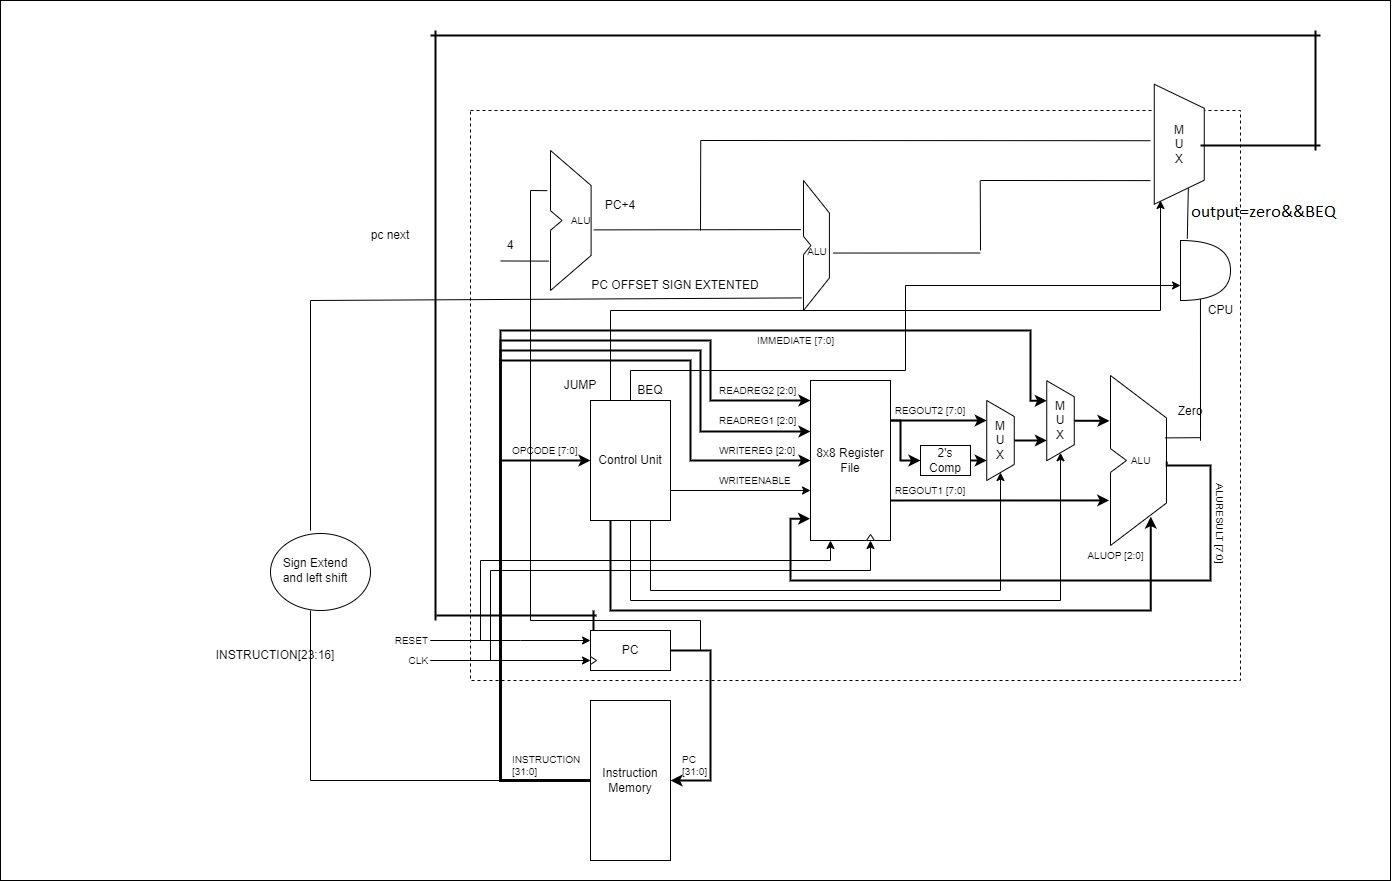 M
U
X
output=zero&&BEQ
PC+4
ALU
pc next
4
ALU
PC OFFSET SIGN EXTENTED
CPU
IMMEDIATE [7:0]
JUMP
BEQ
READREG2 [2:0]
READREG1 [2:0]
WRITEREG [2:0]
WRITEENABLE
OPCODE [7:0]
Control Unit
8x8 Register
File
REGOUT2 [7:0]
2's
Comp
M
U
X
M
U
X
REGOUT1 [7:0]
Zero
ALU
ALURESULT [7:0]
ALUOP [2:0]
Sign Extend
and left shift
INSTRUCTION[23:16]
RESET
CLK
PC
INSTRUCTION
[31:0]
Instruction
Memory
PC
[31:0]